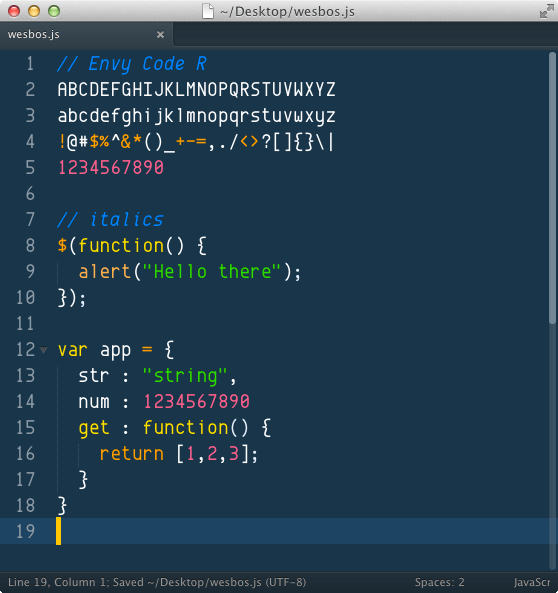 ~/Desktop/wesbos.js
wesbos.js ×
1 // Envy Code R
2 ABCDEFGHIJKLMNOPQRSTUVWXYZ
3 abcdefghijklmnopqrstuvwxyz
4 !@#$%^&*()_+-=,./<>?[]{}\|
5 1234567890
6
7 // italics
8 $(function() {
9   alert("Hello there");
10 });
11
12 var app = {
13   str : "string",
14   num : 1234567890
15   get : function() {
16     return [1,2,3];
17   }
18 }
19
Line 19, Column 1; Saved ~/Desktop/wesbos.js (UTF-8) Spaces: 2 JavaScr